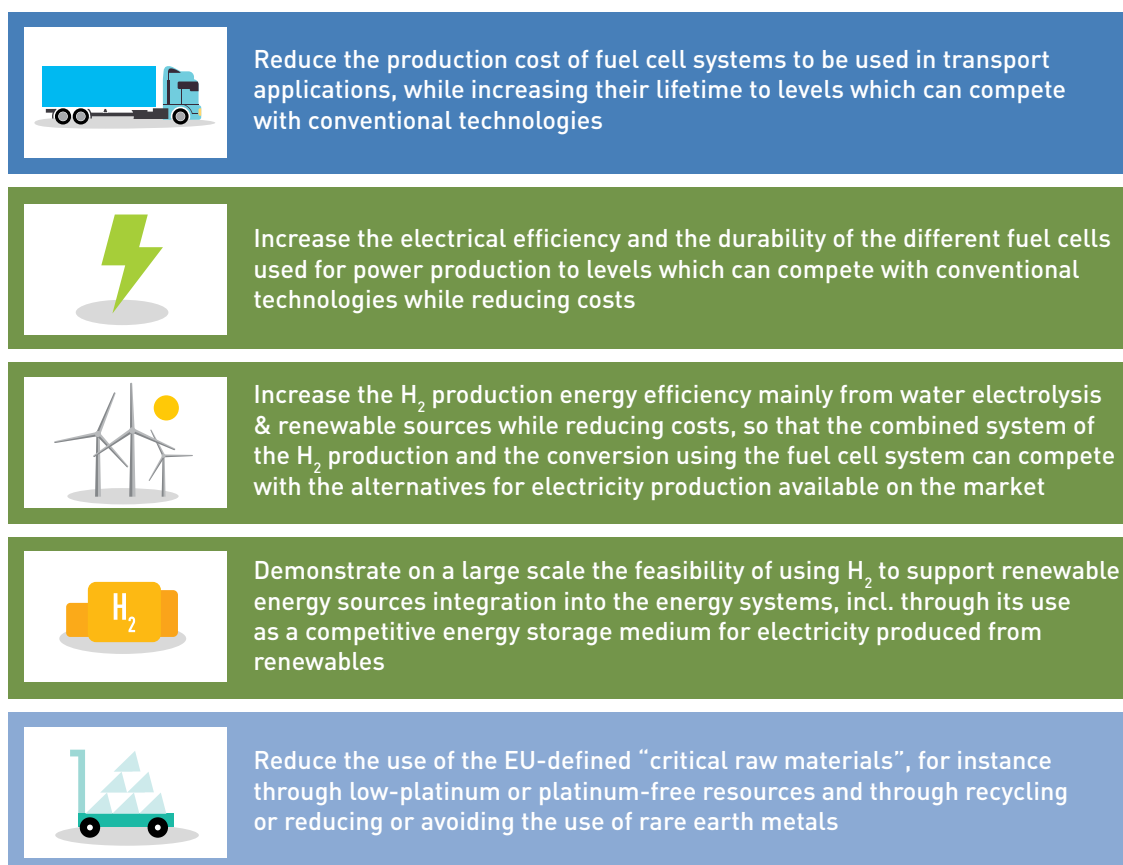 Reduce the production cost of fuel cell systems to be used in transport
applications, while increasing their lifetime to levels which can compete
with conventional technologies
Increase the electrical efficiency and the durability of the different fuel cells
used for power production to levels which can compete with conventional
technologies while reducing costs
Increase the H₂ production energy efficiency mainly from water electrolysis
& renewable sources while reducing costs, so that the combined system of
the H₂ production and the conversion using the fuel cell system can compete
with the alternatives for electricity production available on the market
H₂
Demonstrate on a large scale the feasibility of using H₂ to support renewable
energy sources integration into the energy systems, incl. through its use
as a competitive energy storage medium for electricity produced from
renewables
Reduce the use of the EU-defined “critical raw materials”, for instance
through low-platinum or platinum-free resources and through recycling
or reducing or avoiding the use of rare earth metals